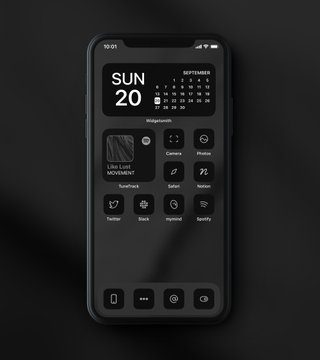 10:01
SUN
20
SEPTEMBER
1 2 3 4 5
6 7 8 9 10 11 12
13 14 15 16 17 18 19
20 21 22 23 24 25 26
27 28 29 30
Widgetsmith
Like Lust
MOVEMENT
TuneTrack
Camera
Photos
Safari
Notion
Twitter
Slack
mymind
Spotify